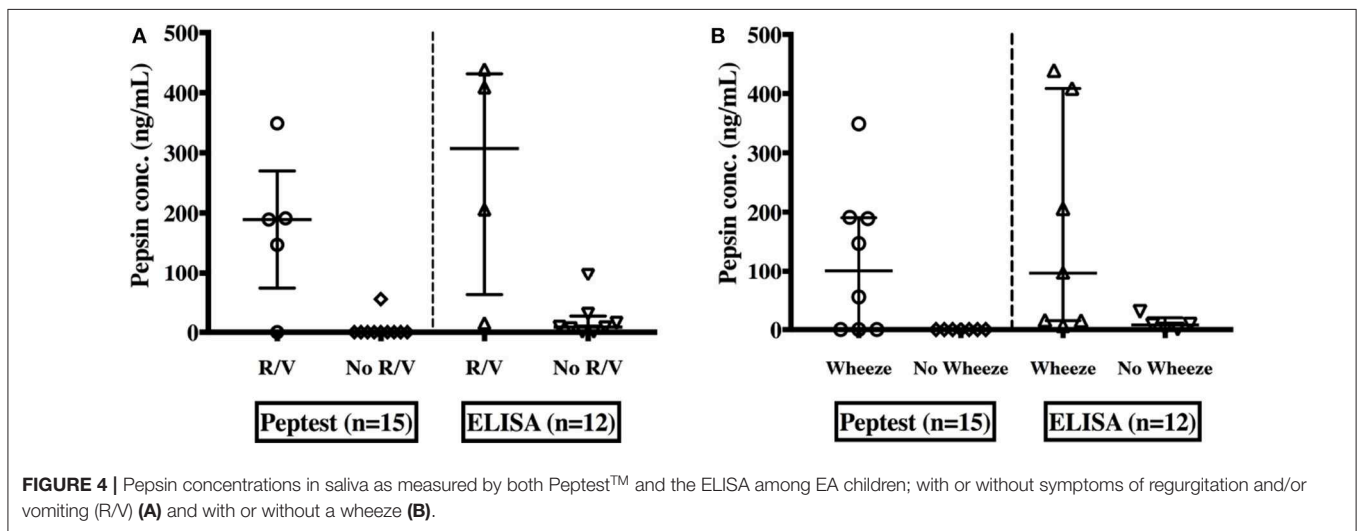 A
B
500
400
300
200
100
0
Pepsin conc. (ng/mL)
R/V No R/V R/V No R/V
Peptest (n=15) ELISA (n=12)
500
400
300
200
100
0
Pepsin conc. (ng/mL)
Wheeze No Wheeze Wheeze No Wheeze
Peptest (n=15) ELISA (n=12)
FIGURE 4 | Pepsin concentrations in saliva as measured by both Peptest™ and the ELISA among EA children; with or without symptoms of regurgitation and/or
vomiting (R/V) (A) and with or without a wheeze (B).